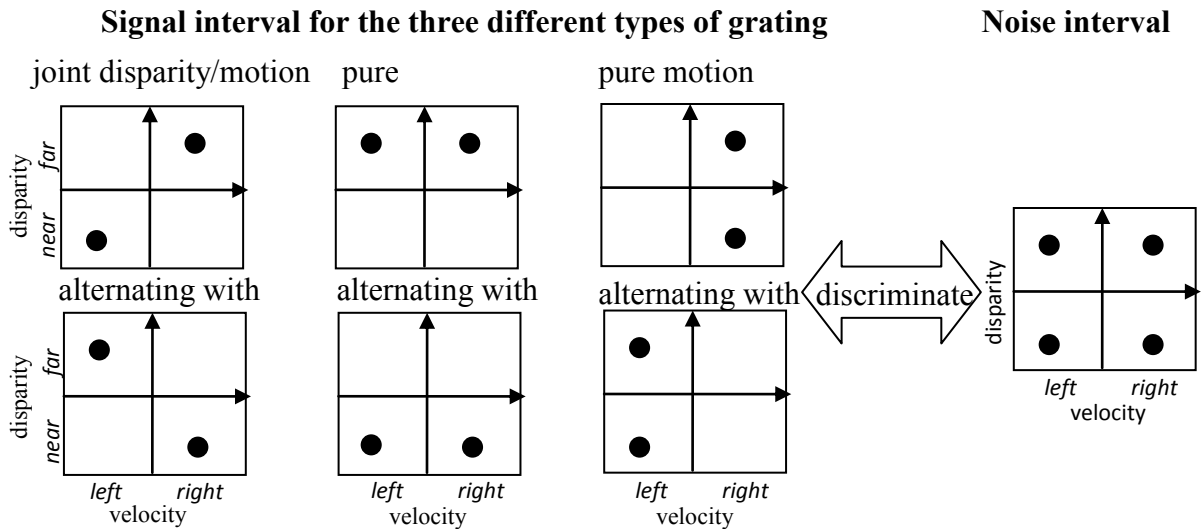 Signal interval for the three different types of grating
Noise interval
joint disparity/motion
pure
pure motion
disparity
near far
alternating with
alternating with
alternating with
discriminate
disparity
near far
left right
velocity
left right
velocity
left right
velocity
disparity
left right
velocity